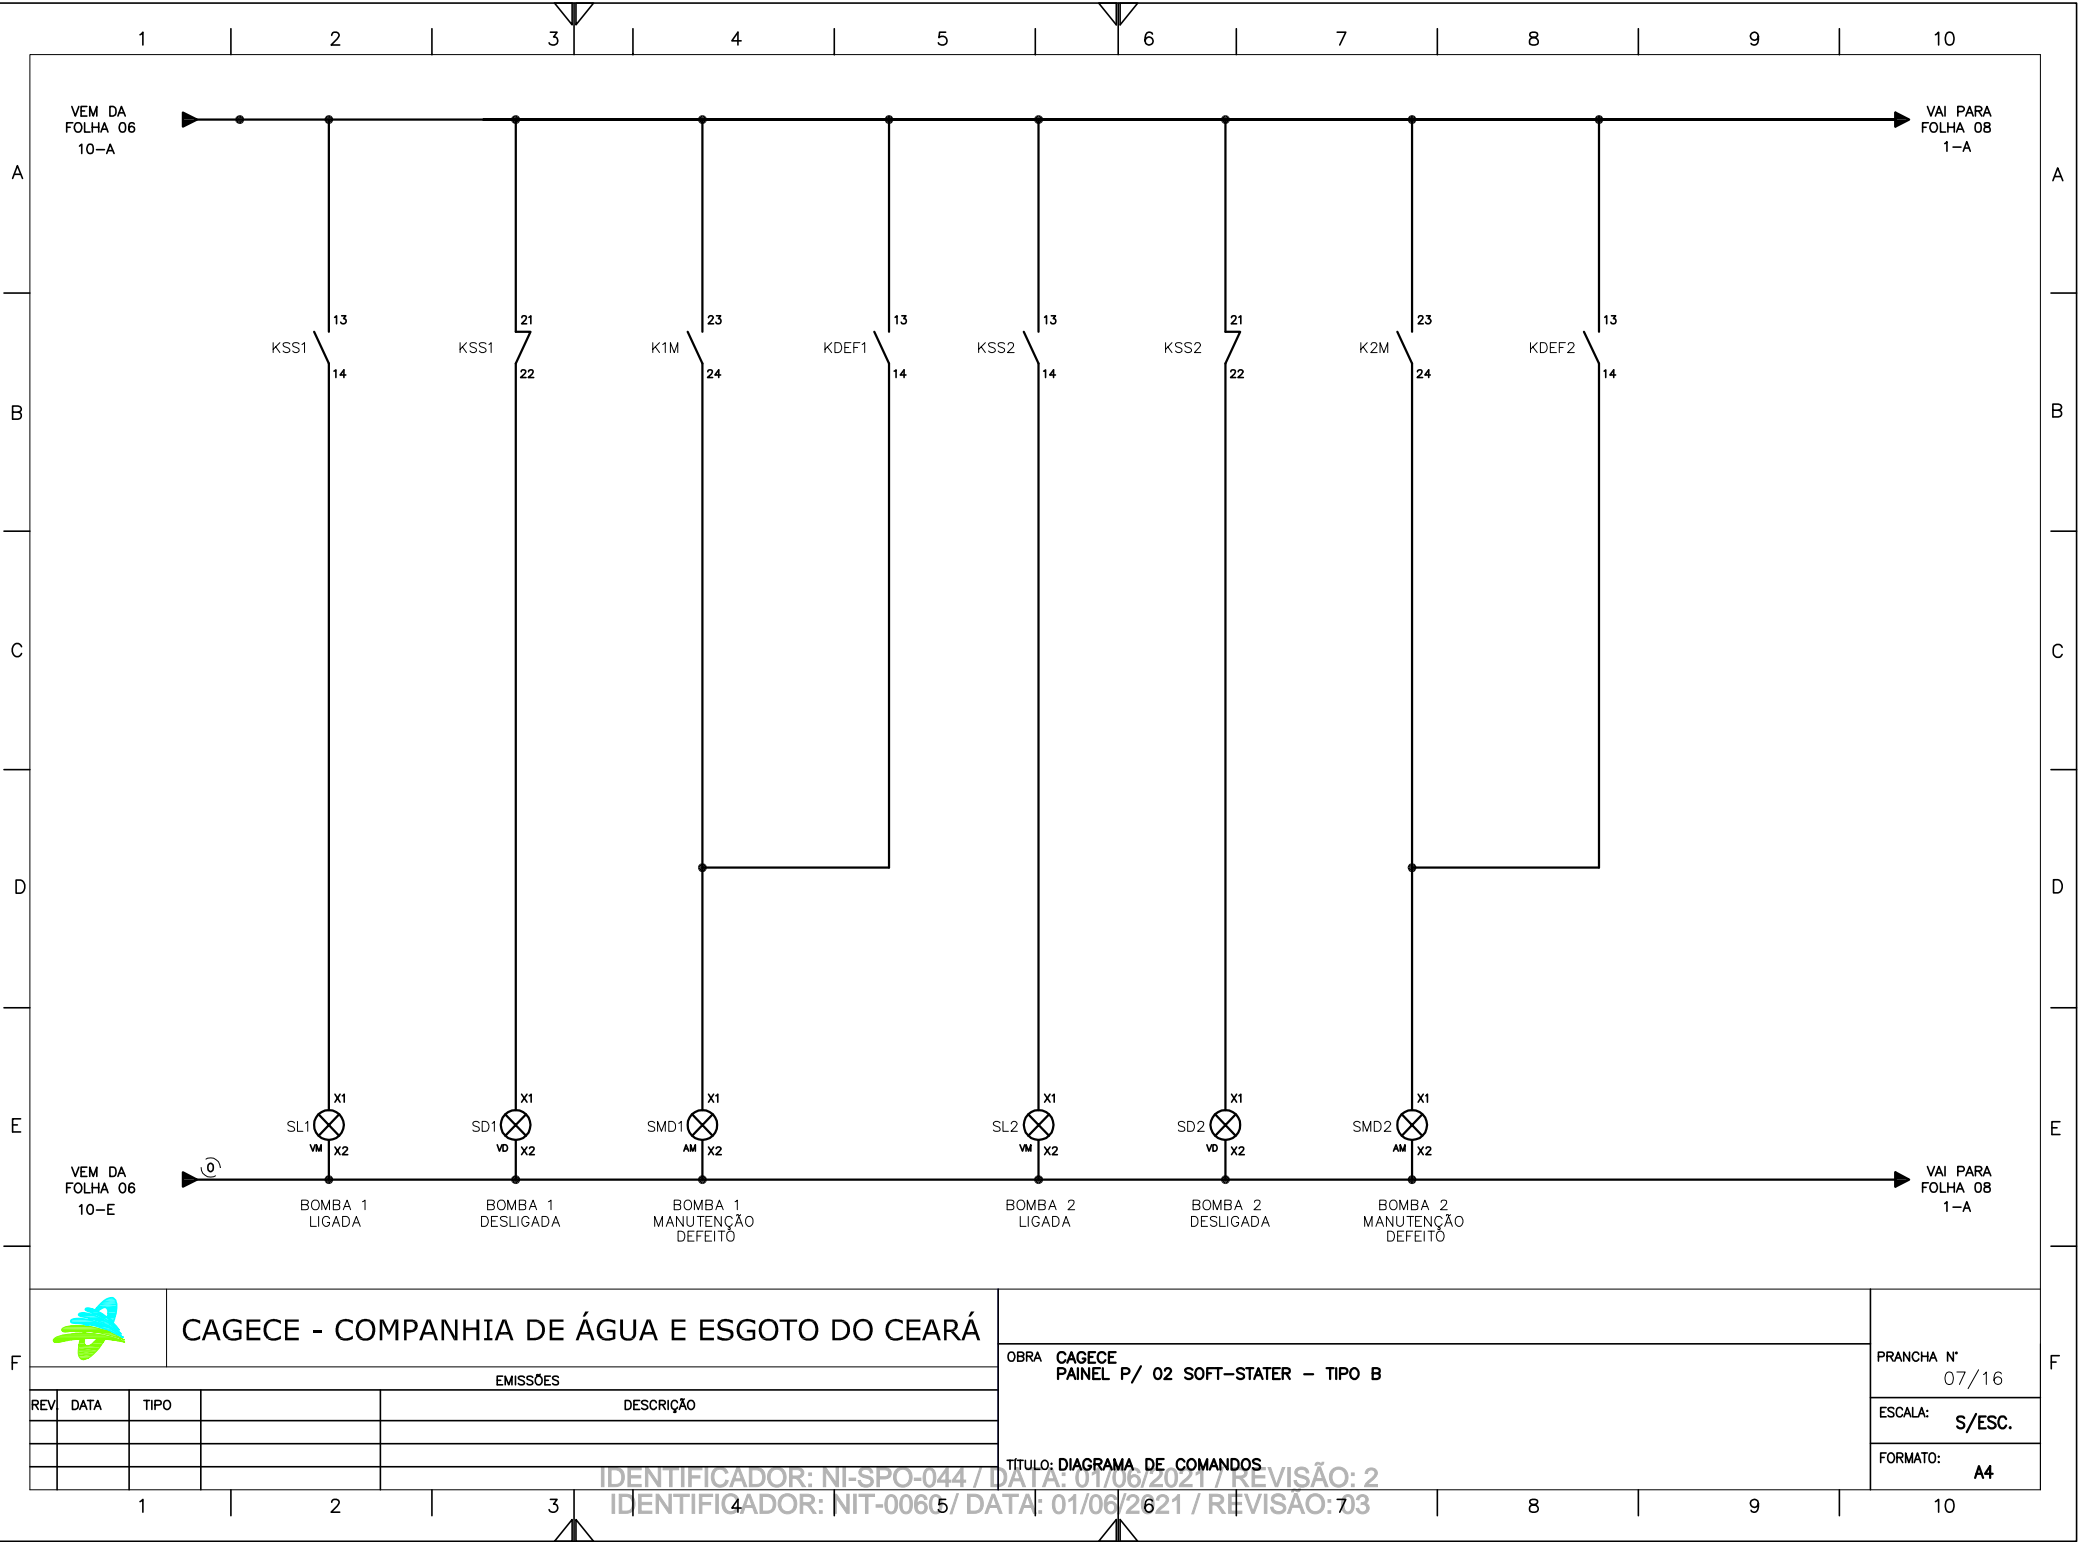 1 2 3 4 5 6 7 8 9 10
VEM DA
FOLHA 06
10-A
VAI PARA
FOLHA 08
1-A
A A
13 21 23 13 13 21 23 13
KSS1 KSS1 K1M KDEF1 KSS2 KSS2 K2M KDEF2
14 22 24 14 14 22 24 14
B B
C C
D D
X1 X1 X1 X1 X1 X1
E SL1 SD1 SMD1 SL2 SD2 SMD2 E
VM X2 VD X2 AM X2 VM X2 VD X2 AM X2
VEM DA
FOLHA 06
10-E
0
VAI PARA
FOLHA 08
1-A
BOMBA 1
LIGADA
BOMBA 1
DESLIGADA
BOMBA 1
MANUTENÇÃO
DEFEITO
BOMBA 2
LIGADA
BOMBA 2
DESLIGADA
BOMBA 2
MANUTENÇÃO
DEFEITO
CAGECE - COMPANHIA DE ÁGUA E ESGOTO DO CEARÁ
F F
EMISSÕES
REV. DATA TIPO DESCRIÇÃO
OBRA CAGECE
PAINEL P/ 02 SOFT-STATER - TIPO B
TÍTULO: DIAGRAMA DE COMANDOS
PRANCHA N°
07/16
ESCALA: S/ESC.
FORMATO: A4
IDENTIFICADOR: NI-SPO-044 / DATA: 01/06/2021 / REVISÃO: 2
IDENTIFICADOR: NIT-0060 / DATA: 01/06/2021 / REVISÃO: 03
1 2 3 4 5 6 7 8 9 10